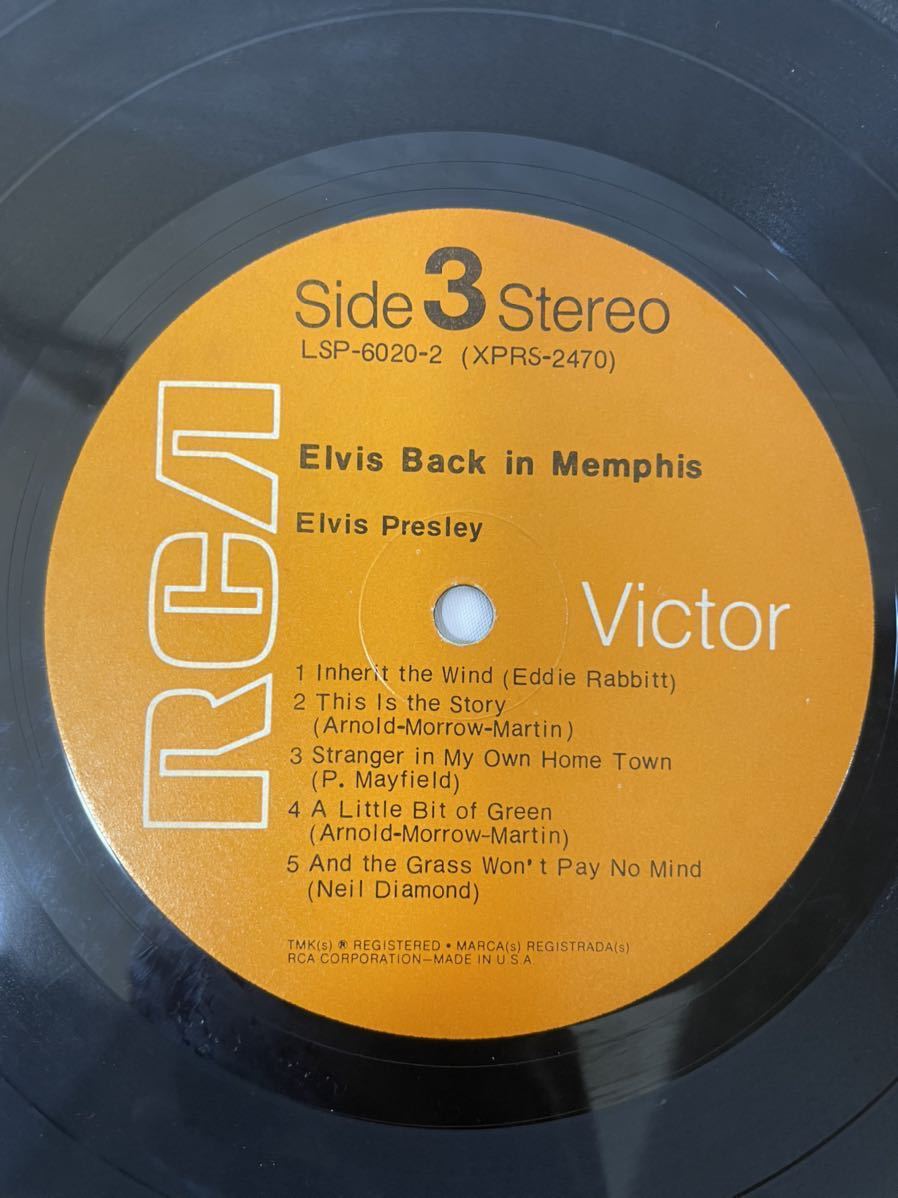 Side 3 Stereo
LSP-6020-2 (XPRS-2470)
RCA
Elvis Back in Memphis
Elvis Presley
Victor
1 Inherit the Wind (Eddie Rabbitt)
2 This Is the Story
(Arnold-Morrow-Martin)
3 Stranger in My Own Home Town
(P. Mayfield)
4 A Little Bit of Green
(Arnold-Morrow-Martin)
5 And the Grass Won't Pay No Mind
(Neil Diamond)
TMK(s) ® REGISTERED • MARCA(s) REGISTRADA(s)
RCA CORPORATION—MADE IN U.S.A